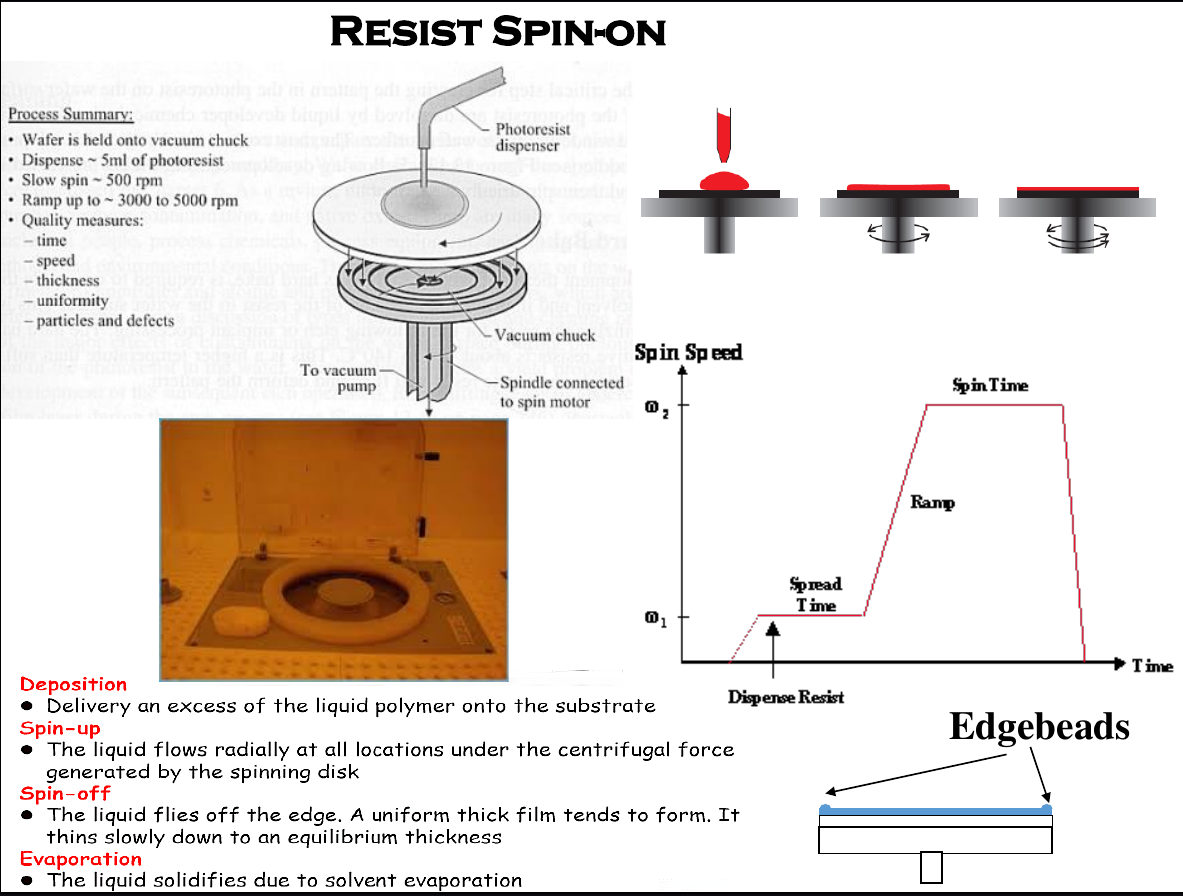 RESIST SPIN-ON
Process Summary:
• Wafer is held onto vacuum chuck
• Dispense ~ 5ml of photoresist
Slow spin ~ 500 rpm
• Ramp up to ~ 3000 to 5000 rpm
• Quality measures:
– time
– speed
– thickness
– uniformity
– particles and defects
Photoresist
dispenser
Vacuum chuck
To vacuum
pump
Spindle connected
to spin motor
Spin Speed
ω2
Spin Time
Ramp
Spread
Time
ω1
Time
Dispense Resist
Deposition
● Delivery an excess of the liquid polymer onto the substrate
Spin-up
● The liquid flows radially at all locations under the centrifugal force
generated by the spinning disk
Spin-off
● The liquid flies off the edge. A uniform thick film tends to form. It
thins slowly down to an equilibrium thickness
Evaporation
● The liquid solidifies due to solvent evaporation
Edgebeads